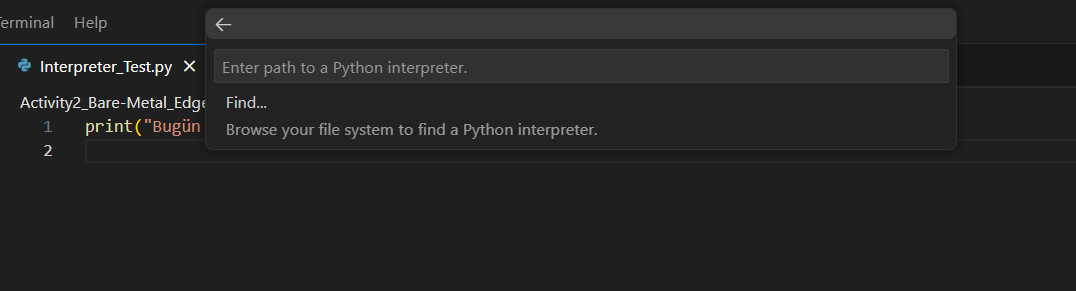 Terminal Help
Interpreter_Test.py
Enter path to a Python interpreter.
Find...
Browse your file system to find a Python interpreter.
Activity2_Bare-Metal_Edge
1 print("Bugün
2